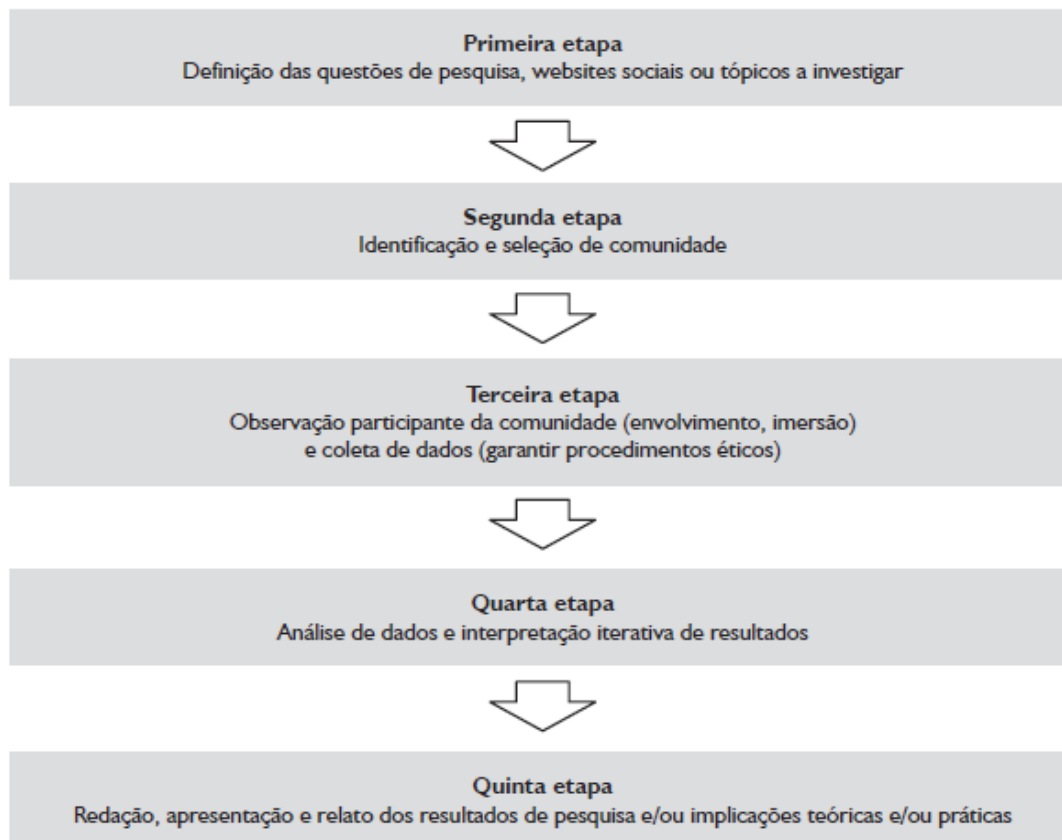 Primeira etapa
Definição das questões de pesquisa, websites sociais ou tópicos a investigar
Segunda etapa
Identificação e seleção de comunidade
Terceira etapa
Observação participante da comunidade (envolvimento, imersão)
e coleta de dados (garantir procedimentos éticos)
Quarta etapa
Análise de dados e interpretação iterativa de resultados
Quinta etapa
Redação, apresentação e relato dos resultados de pesquisa e/ou implicações teóricas e/ou práticas